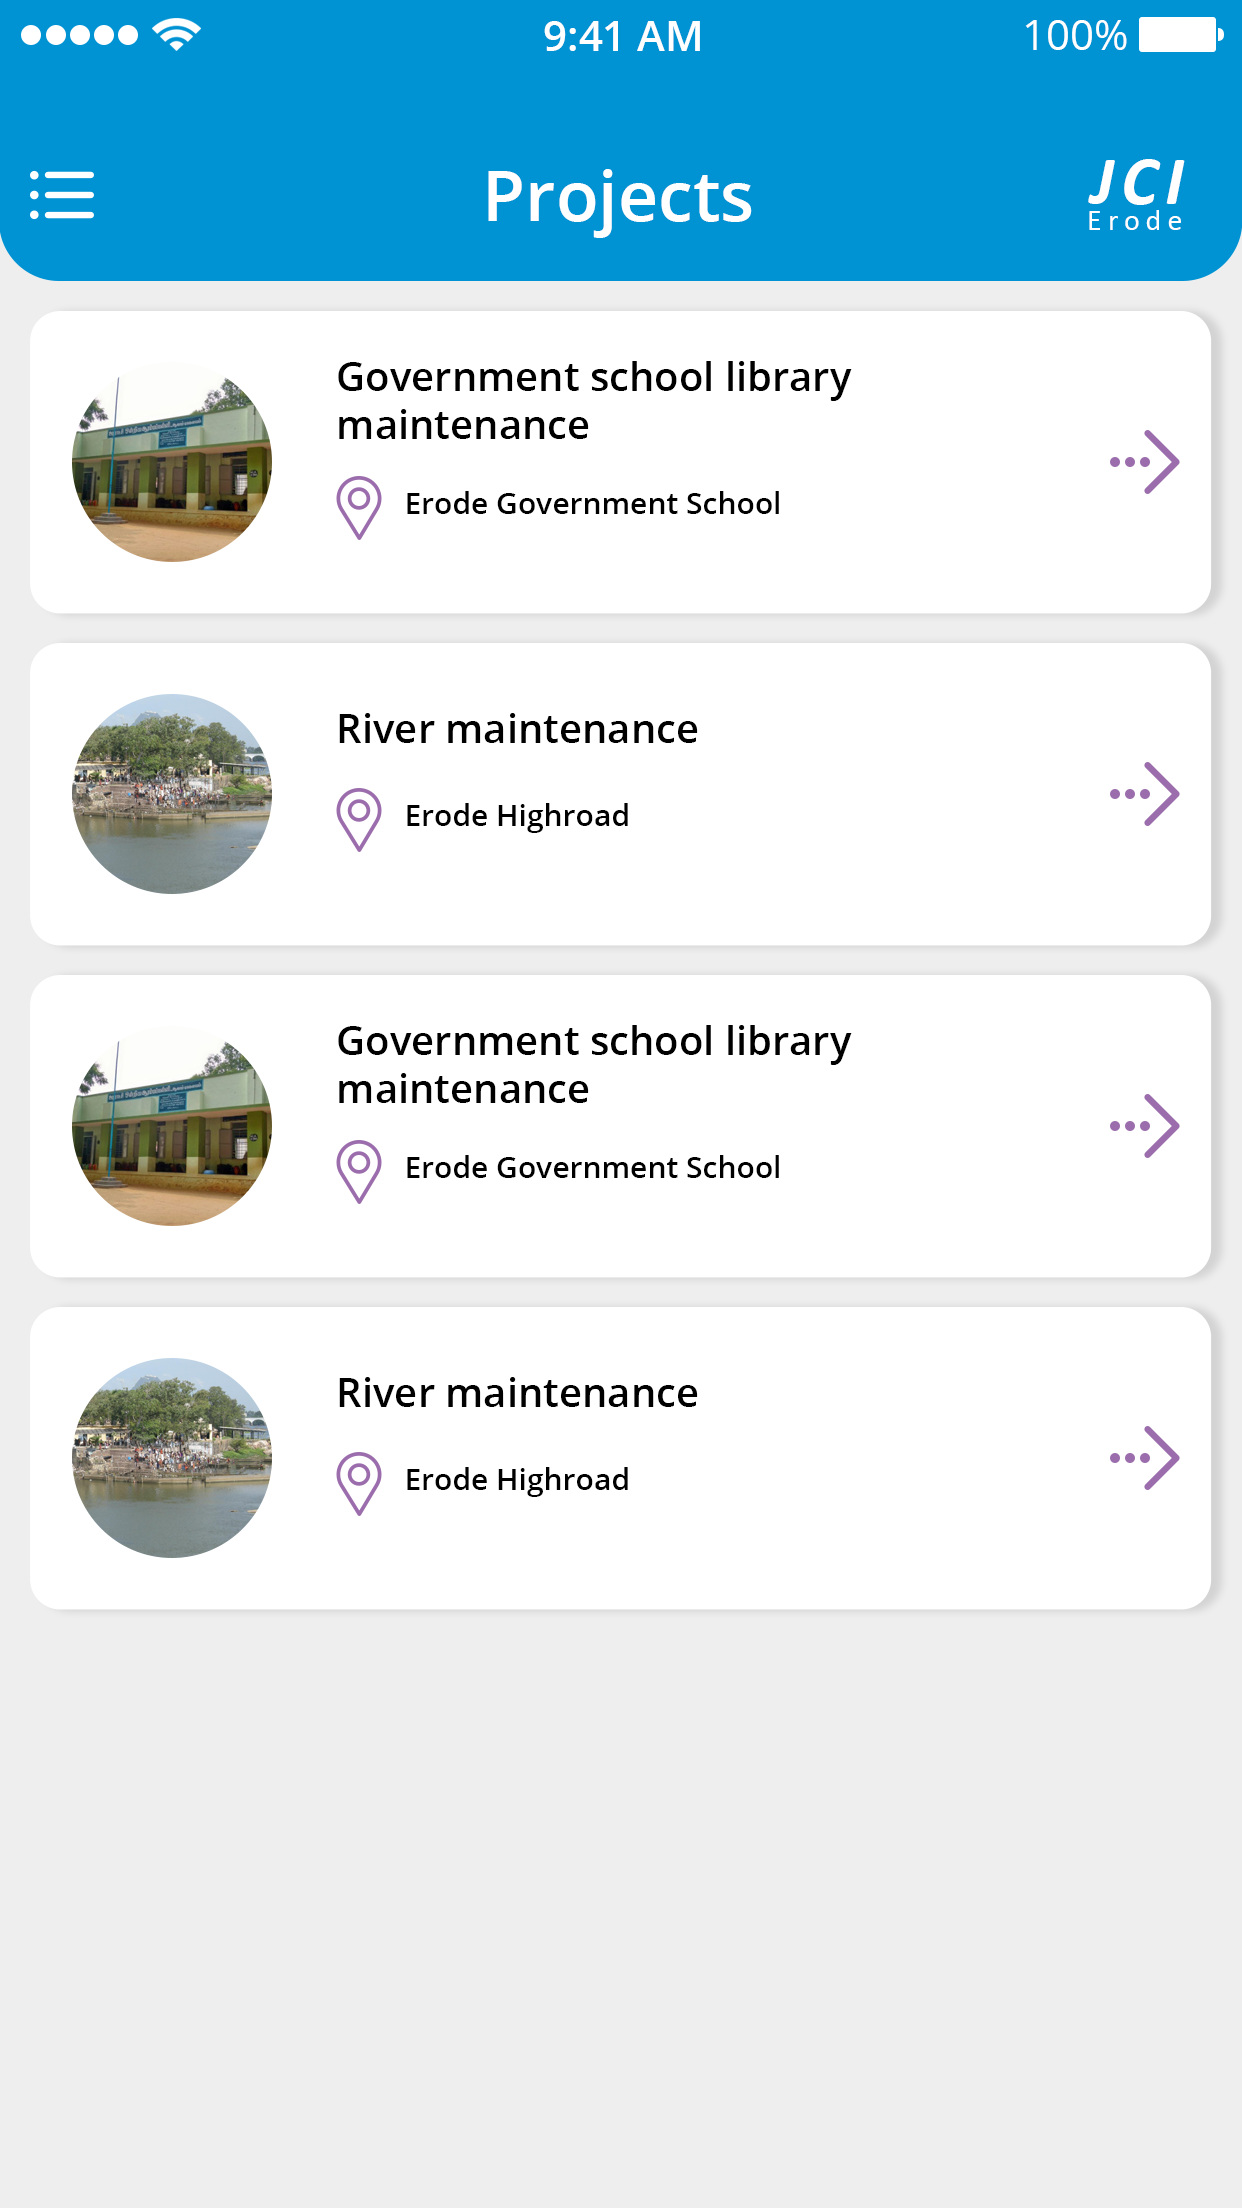 9:41 AM
100%
Projects
JCI
Erode
Government school library
maintenance
Erode Government School
River maintenance
Erode Highroad
Government school library
maintenance
Erode Government School
River maintenance
Erode Highroad